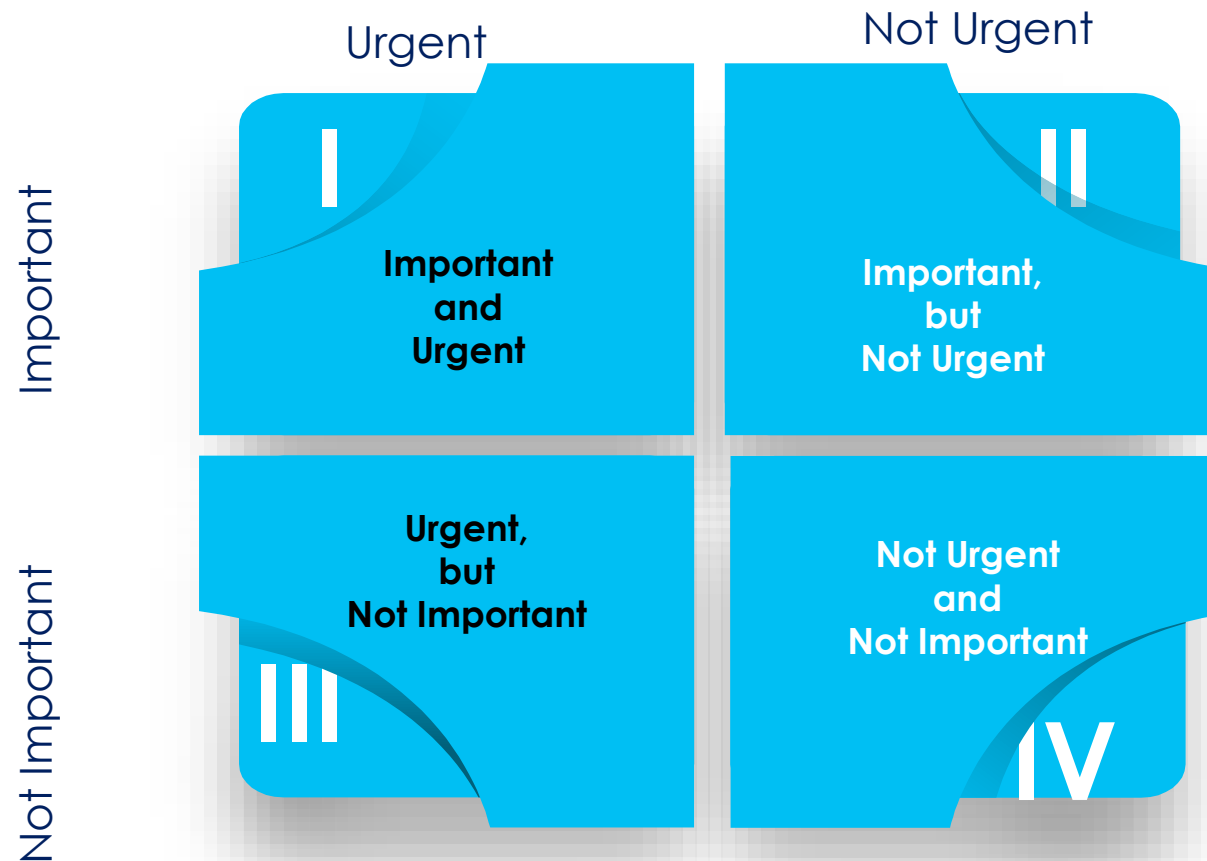 Urgent
Not Urgent
Important
I
Important
and
Urgent
II
Important,
but
Not Urgent
Not Important
Urgent,
but
Not Important
III
Not Urgent
and
Not Important
IV